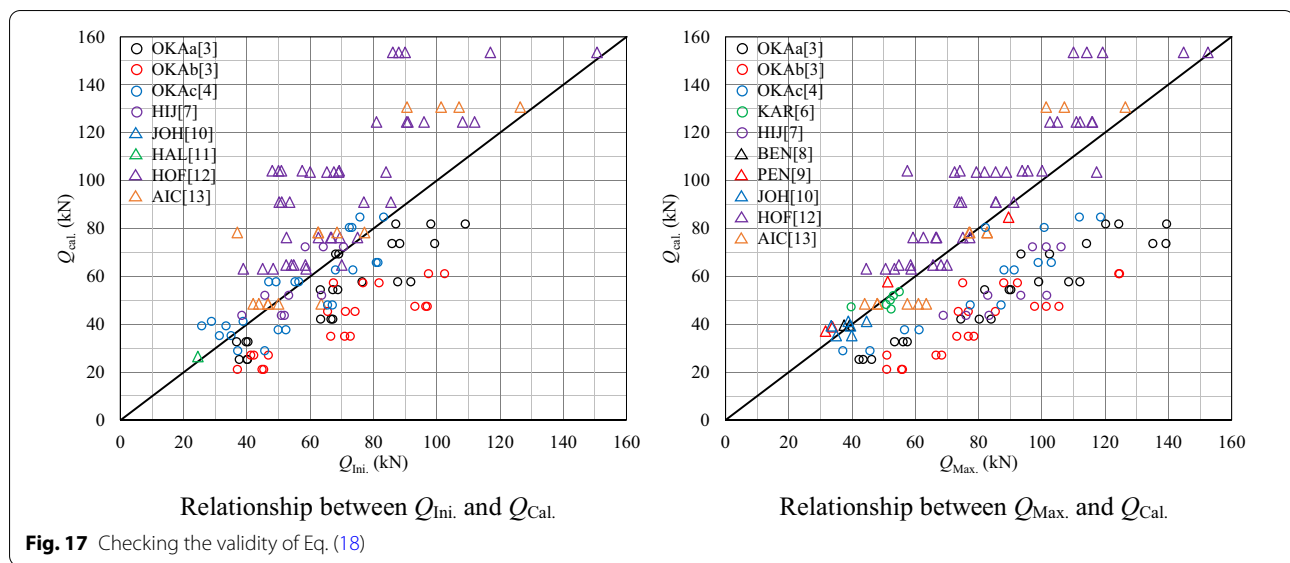 160
140
120
100
80
60
40
20
0
Qcal. (kN)
OKAa[3]
OKAb[3]
OKAc[4]
HIJ[7]
JOH[10]
HAL[11]
HOF[12]
AIC[13]
0 20 40 60 80 100 120 140 160
QIni. (kN)
Relationship between QIni. and QCal.
160
140
120
100
80
60
40
20
0
Qcal. (kN)
OKAa[3]
OKAb[3]
OKAc[4]
KAR[6]
HIJ[7]
BEN[8]
PEN[9]
JOH[10]
HOF[12]
AIC[13]
0 20 40 60 80 100 120 140 160
QMax. (kN)
Relationship between QMax. and QCal.
Fig. 17 Checking the validity of Eq. (18)